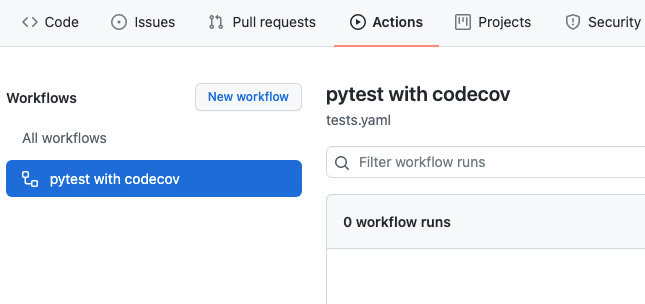 Code Issues Pull requests Actions Projects Security
Workflows
New workflow
All workflows
pytest with codecov
pytest with codecov
tests.yaml
Filter workflow runs
0 workflow runs